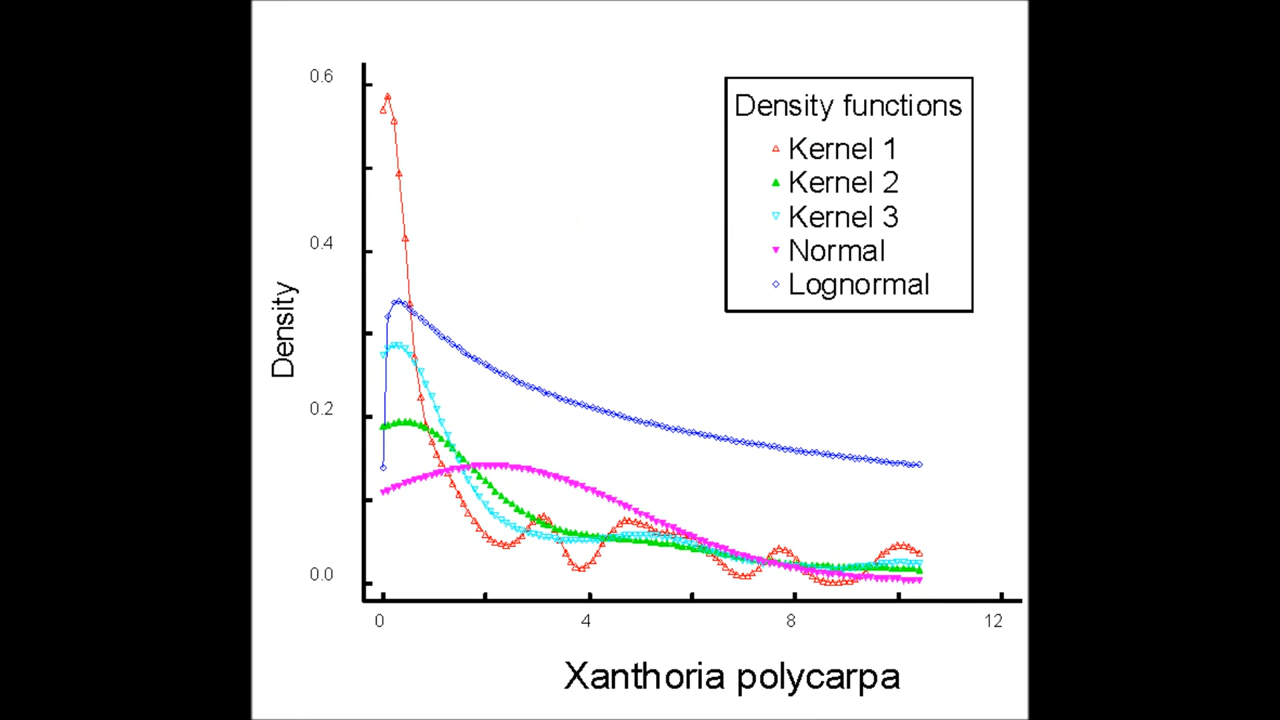 0.6
0.4
0.2
0.0
Density
Density functions
Kernel 1
Kernel 2
Kernel 3
Normal
Lognormal
0 4 8 12
Xanthoria polycarpa